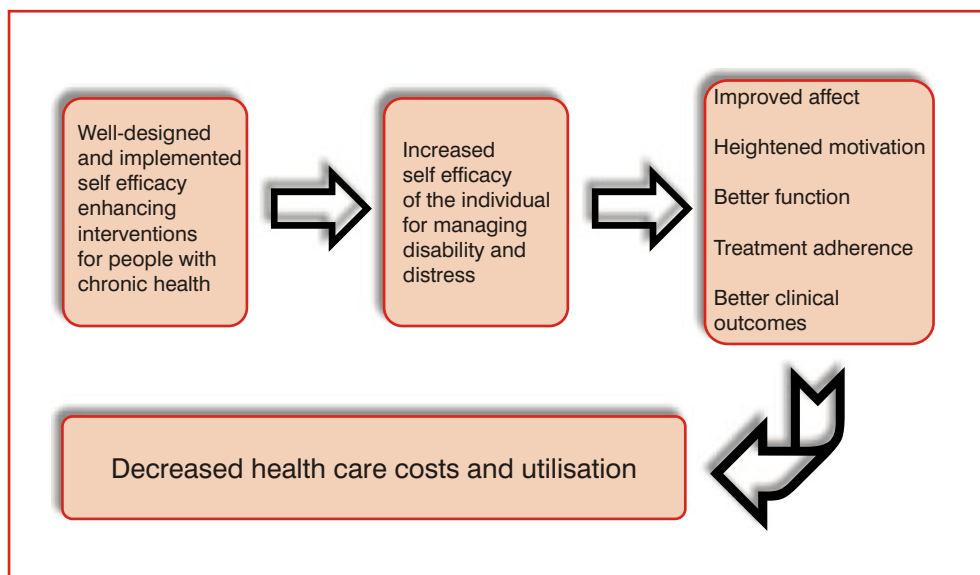 Well-designed
and implemented
self efficacy
enhancing
interventions
for people with
chronic health
Increased
self efficacy
of the individual
for managing
disability and
distress
Improved affect
Heightened motivation
Better function
Treatment adherence
Better clinical
outcomes
Decreased health care costs and utilisation